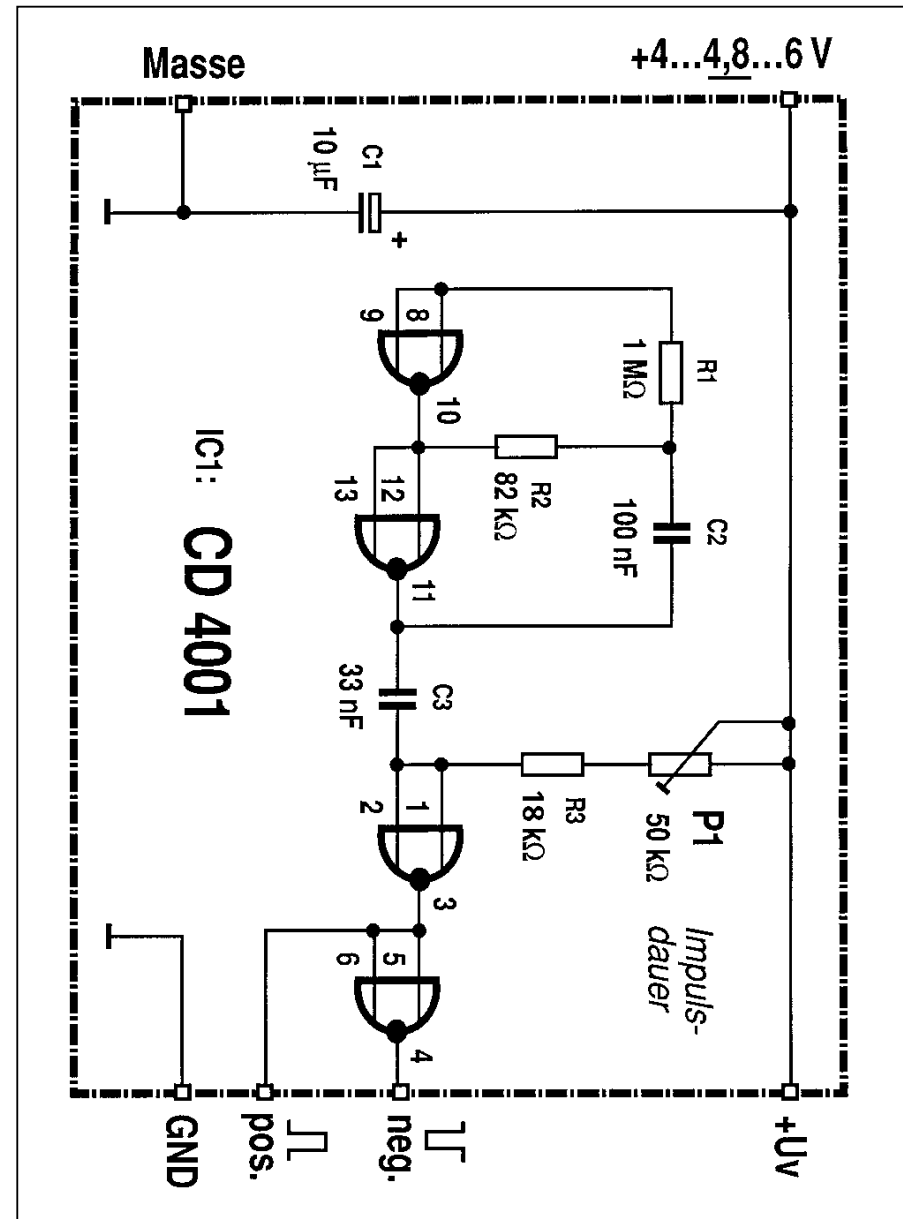 Masse
+4...4,8...6 V
C1
10 µF
+
9
8
10
R1
1 MΩ
IC1:
CD 4001
13
12
11
R2
82 kΩ
C2
100 nF
C3
33 nF
2
1
3
R3
18 kΩ
P1
50 kΩ
Impuls-
dauer
6
5
4
GND
pos.
neg.
+Uv